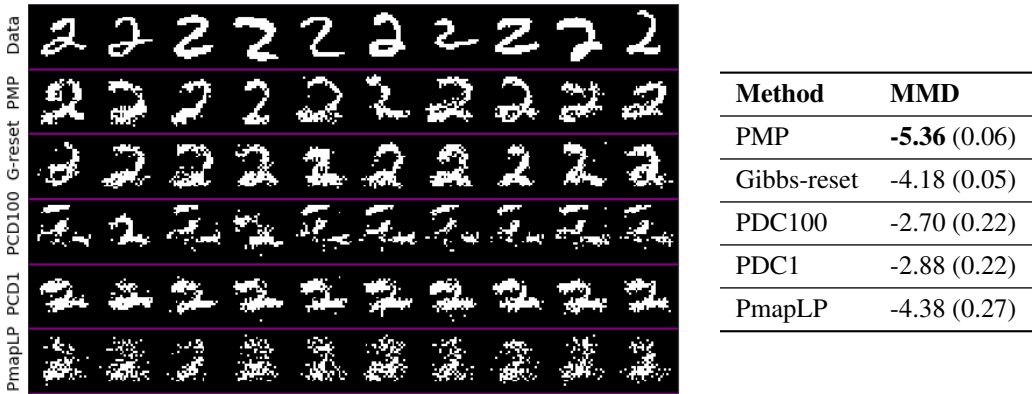 Data
PMP
G-reset
PCD100
PCD1
PmapLP
Method MMD
PMP -5.36 (0.06)
Gibbs-reset -4.18 (0.05)
PDC100 -2.70 (0.22)
PDC1 -2.88 (0.22)
PmapLP -4.38 (0.27)